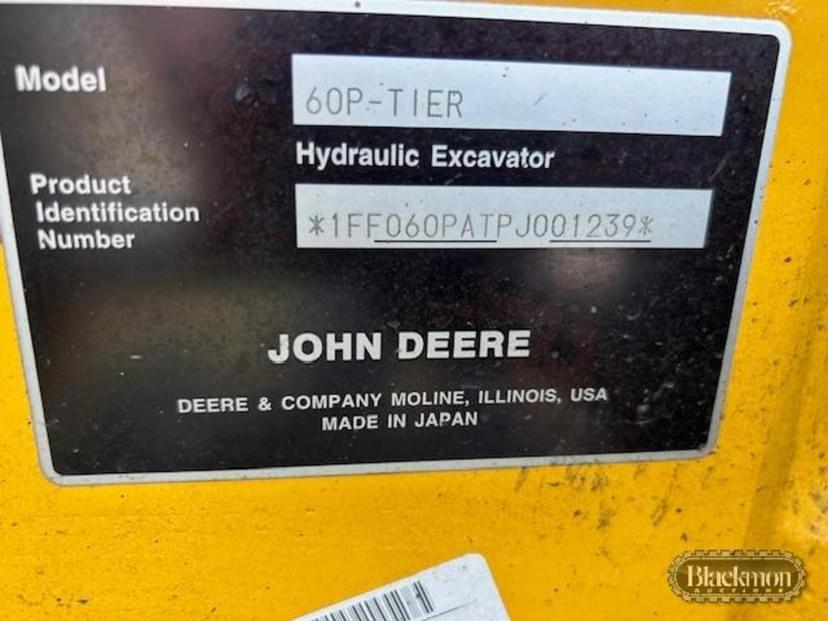 Model
60P-TIER
Hydraulic Excavator
Product
Identification
Number
*1FF060PATPJ001239*
JOHN DEERE
DEERE & COMPANY MOLINE, ILLINOIS, USA
MADE IN JAPAN
Blackmon
AUCTIONS